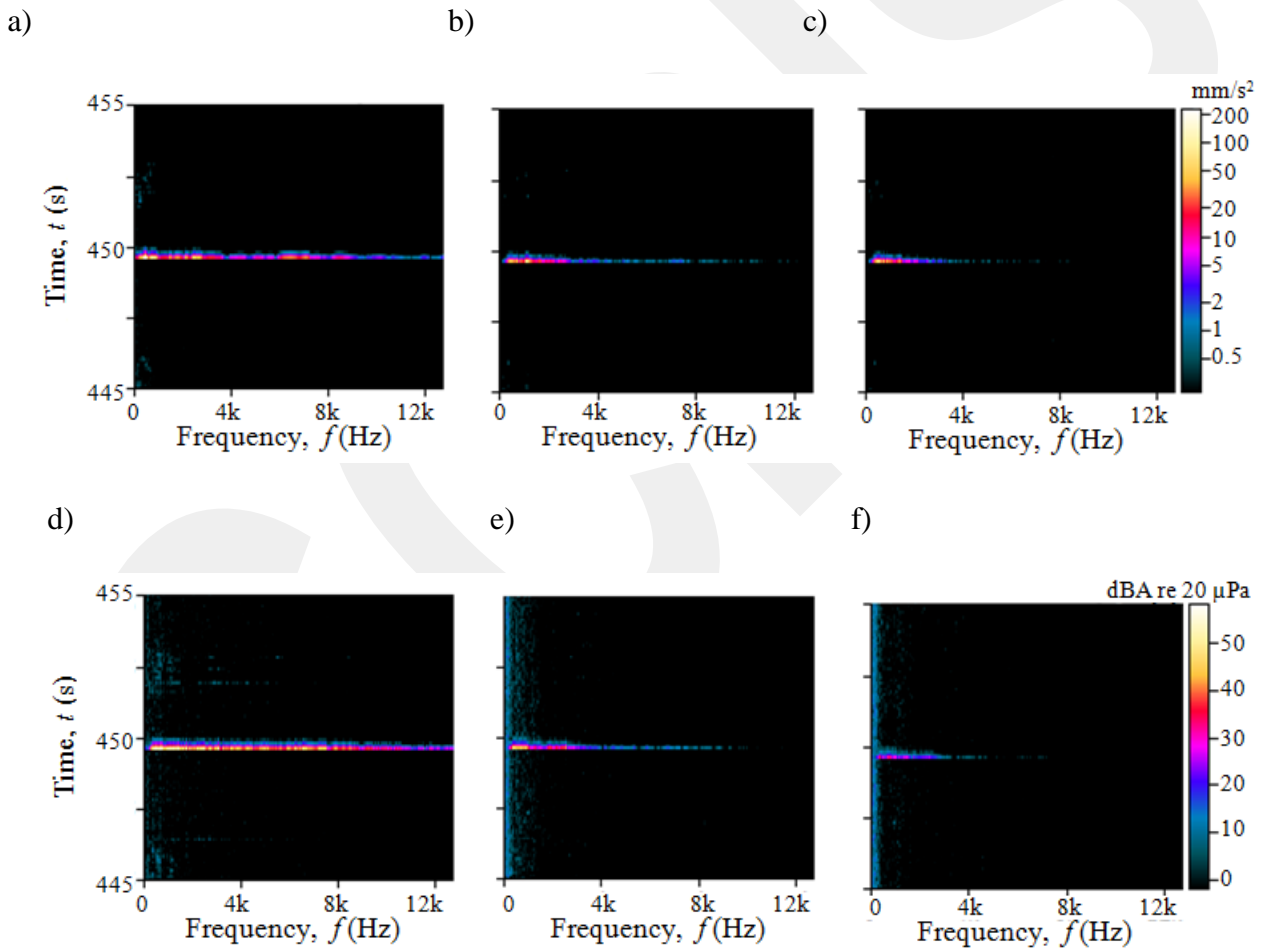 a)
b)
c)
mm/s²
455
450
445
Time, t (s)
0 4k 8k 12k
Frequency, f (Hz)
0 4k 8k 12k
Frequency, f (Hz)
0 4k 8k 12k
Frequency, f (Hz)
200
100
50
20
10
5
2
1
0.5
d)
e)
f)
dBA re 20 µPa
455
450
445
Time, t (s)
0 4k 8k 12k
Frequency, f (Hz)
0 4k 8k 12k
Frequency, f (Hz)
0 4k 8k 12k
Frequency, f (Hz)
50
40
30
20
10
0